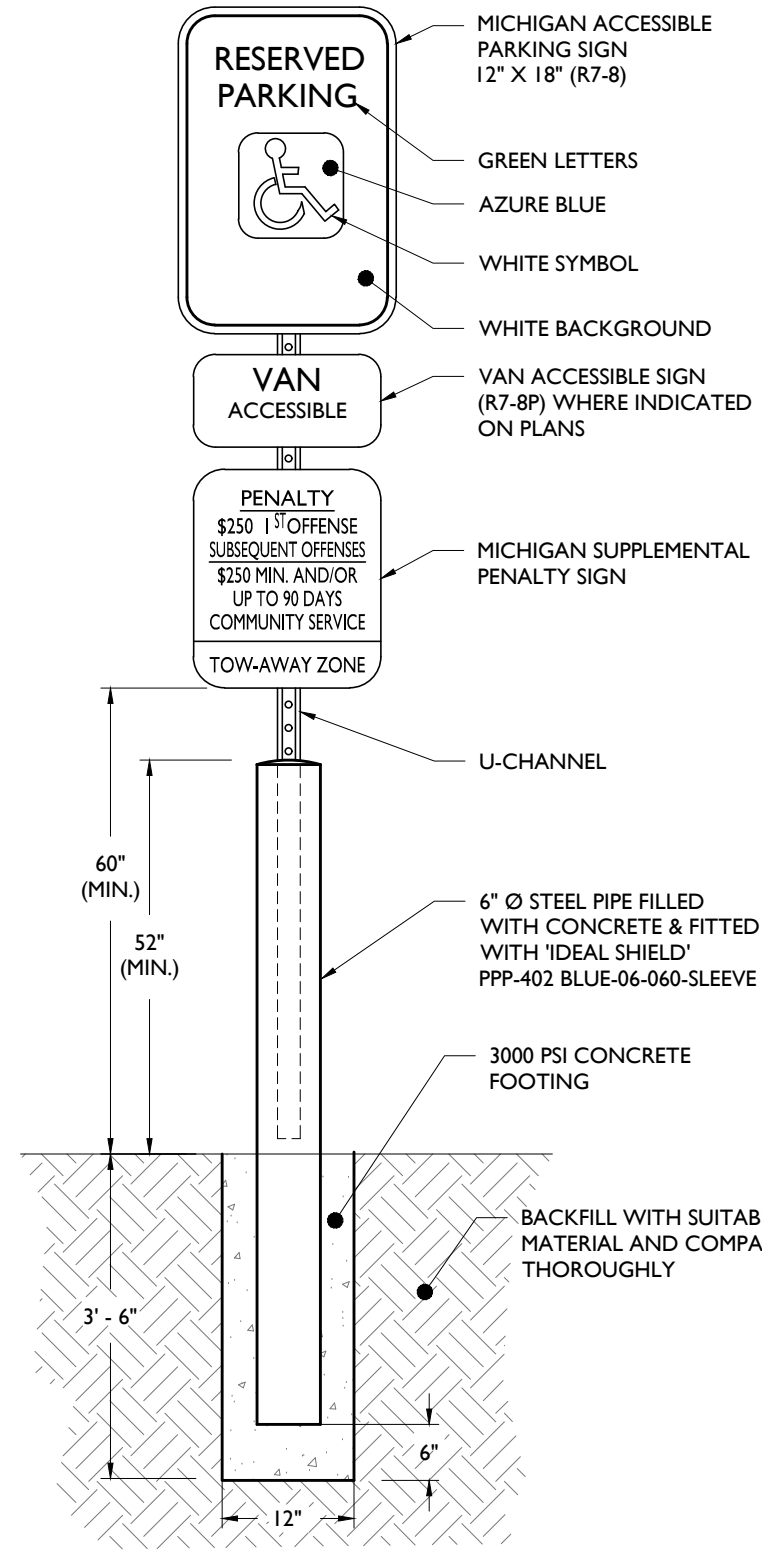 RESERVED
PARKING
MICHIGAN ACCESSIBLE
PARKING SIGN
12" X 18" (R7-8)
GREEN LETTERS
AZURE BLUE
WHITE SYMBOL
WHITE BACKGROUND
VAN
ACCESSIBLE
VAN ACCESSIBLE SIGN
(R7-8P) WHERE INDICATED
ON PLANS
PENALTY
$250 1ST OFFENSE
SUBSEQUENT OFFENSES
$250 MIN. AND/OR
UP TO 90 DAYS
COMMUNITY SERVICE
TOW-AWAY ZONE
MICHIGAN SUPPLEMENTAL
PENALTY SIGN
U-CHANNEL
60"
(MIN.)
52"
(MIN.)
6" Ø STEEL PIPE FILLED
WITH CONCRETE & FITTED
WITH 'IDEAL SHIELD'
PPP-402 BLUE-06-060-SLEEVE
3000 PSI CONCRETE
FOOTING
BACKFILL WITH SUITAB
MATERIAL AND COMPA
THOROUGHLY
3' - 6"
6"
12"